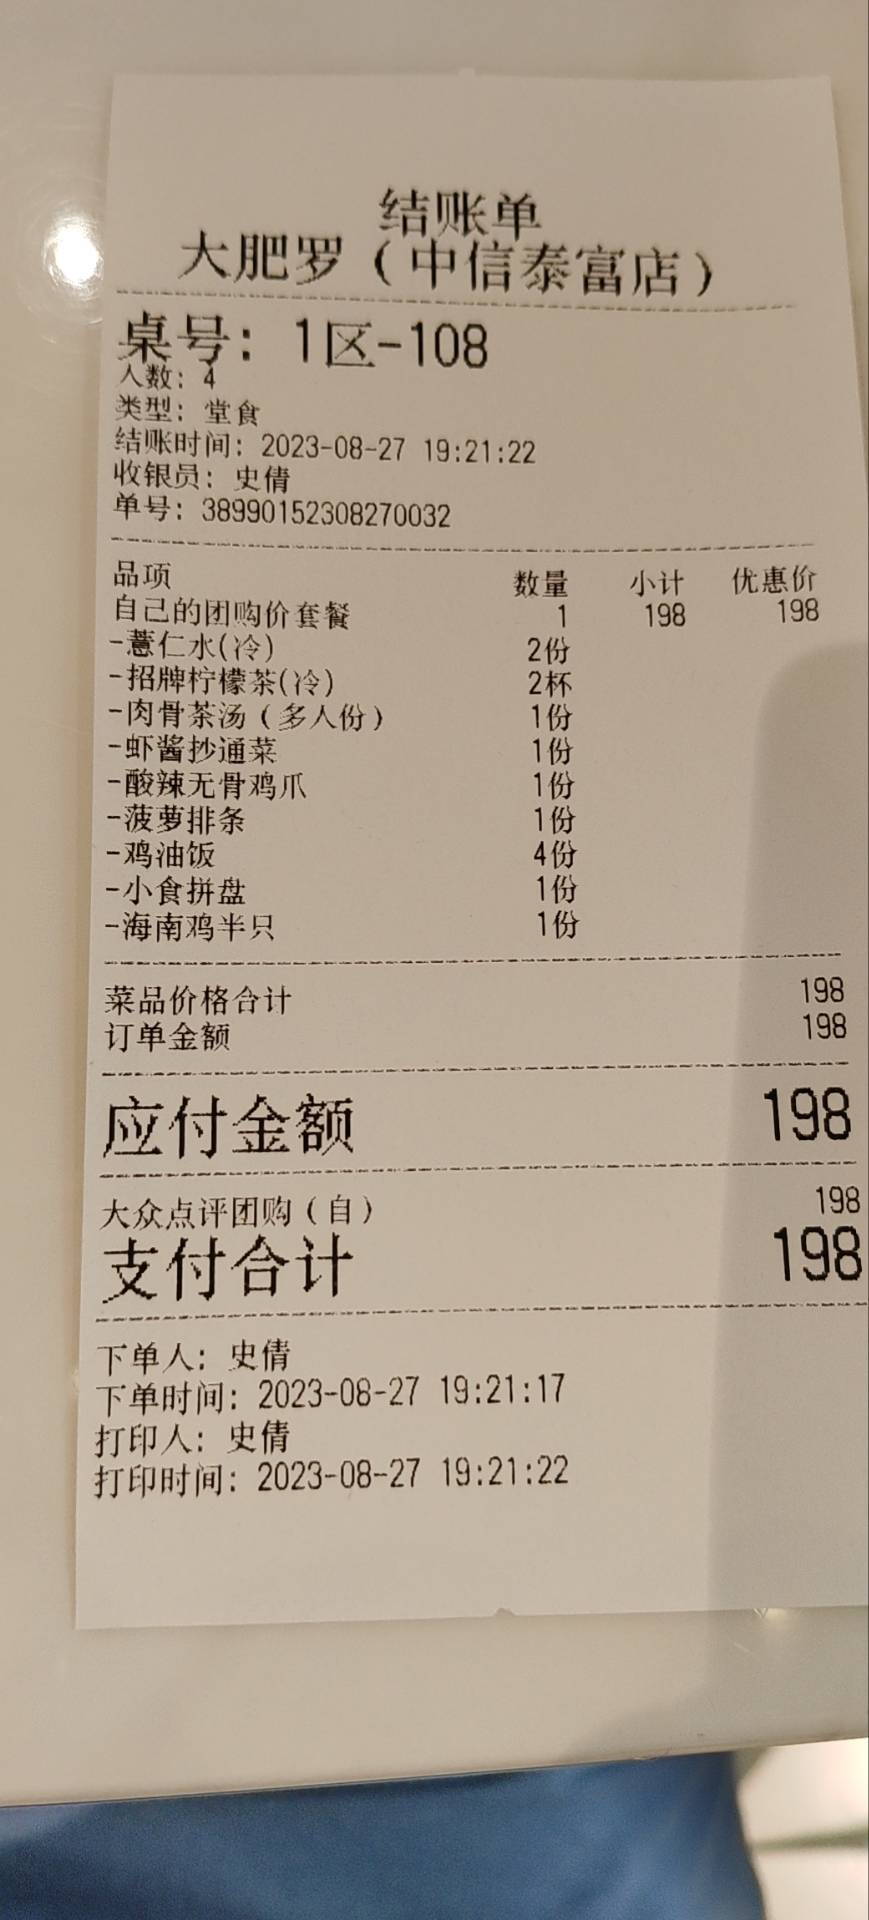 结账单
大肥罗（中信泰富店）
桌号: 1区-108
人数: 4
类型: 堂食
结账时间: 2023-08-27 19:21:22
收银员: 史倩
单号: 38990152308270032
品项 数量 小计 优惠价
自己的团购价套餐 1 198 198
-薏仁水(冷) 2份
-招牌柠檬茶(冷) 2杯
-肉骨茶汤（多人份） 1份
-虾酱抄通菜 1份
-酸辣无骨鸡爪 1份
-菠萝排条 1份
-鸡油饭 4份
-小食拼盘 1份
-海南鸡半只 1份
菜品价格合计 198
订单金额 198
应付金额 198
大众点评团购（自） 198
支付合计 198
下单人: 史倩
下单时间: 2023-08-27 19:21:17
打印人: 史倩
打印时间: 2023-08-27 19:21:22